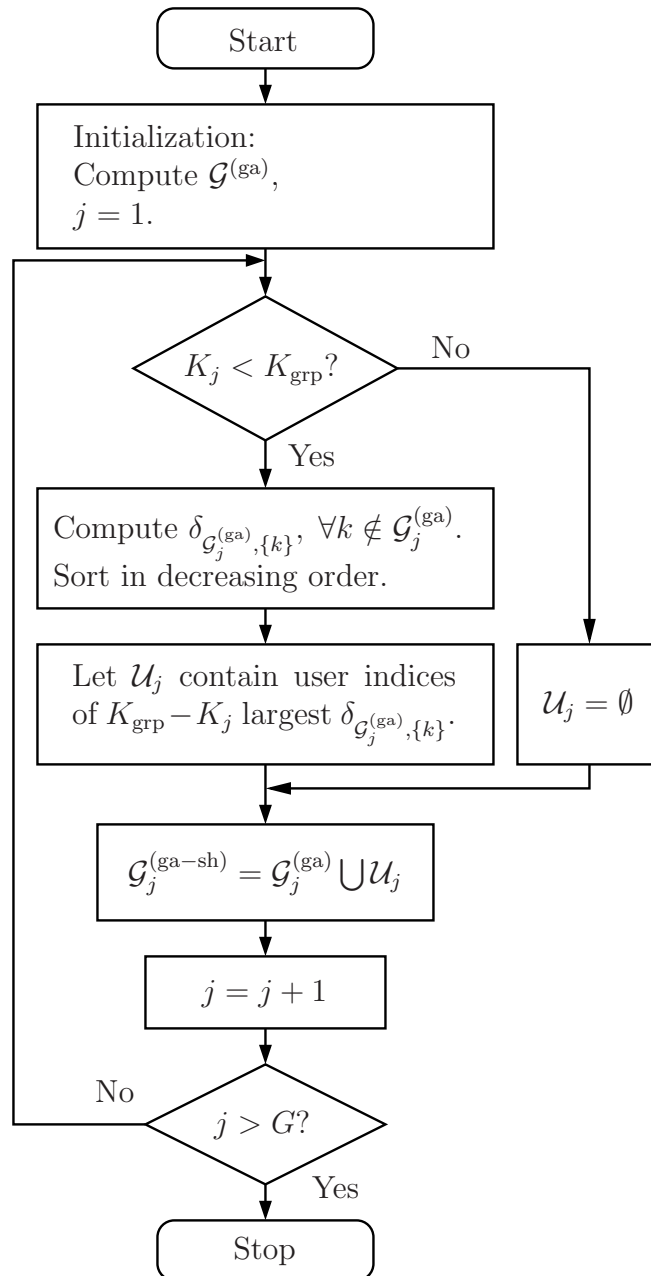 Start
Initialization:
Compute 𝒢^(ga),
j = 1.
K_j < K_grp?
No
Yes
Compute δ_{𝒢_j^(ga),{k}}, ∀k ∉ 𝒢_j^(ga).
Sort in decreasing order.
Let 𝒰_j contain user indices
of K_grp − K_j largest δ_{𝒢_j^(ga),{k}}.
𝒰_j = ∅
𝒢_j^(ga−sh) = 𝒢_j^(ga) ⋃ 𝒰_j
j = j + 1
No
j > G?
Yes
Stop